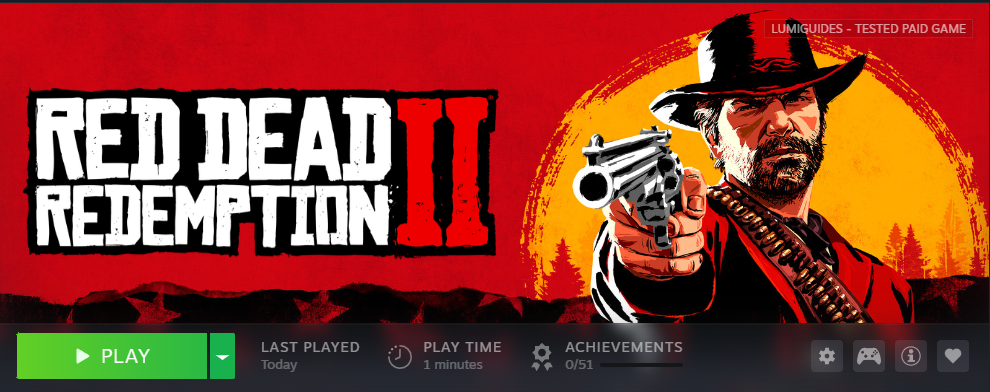 LUMIGUIDES - TESTED PAID GAME
RED DEAD
REDEMPTION II
PLAY
LAST PLAYED
Today
PLAY TIME
1 minutes
ACHIEVEMENTS
0/51